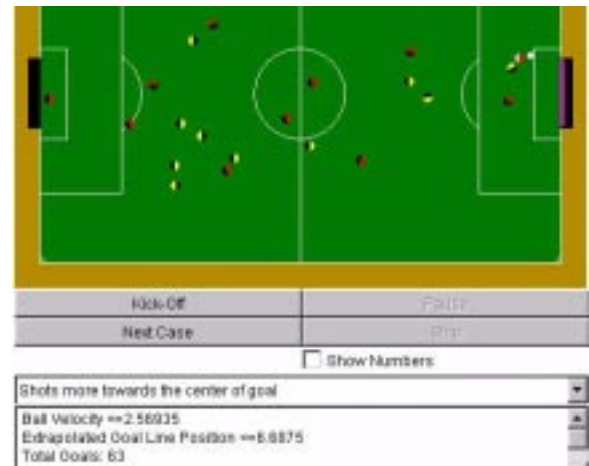 Kick-Off
Next Case
Show Numbers
Shots more towards the center of goal
Ball Velocity <=2.56935
Extrapolated Goal Line Position <=6.6875
Total Goals: 63